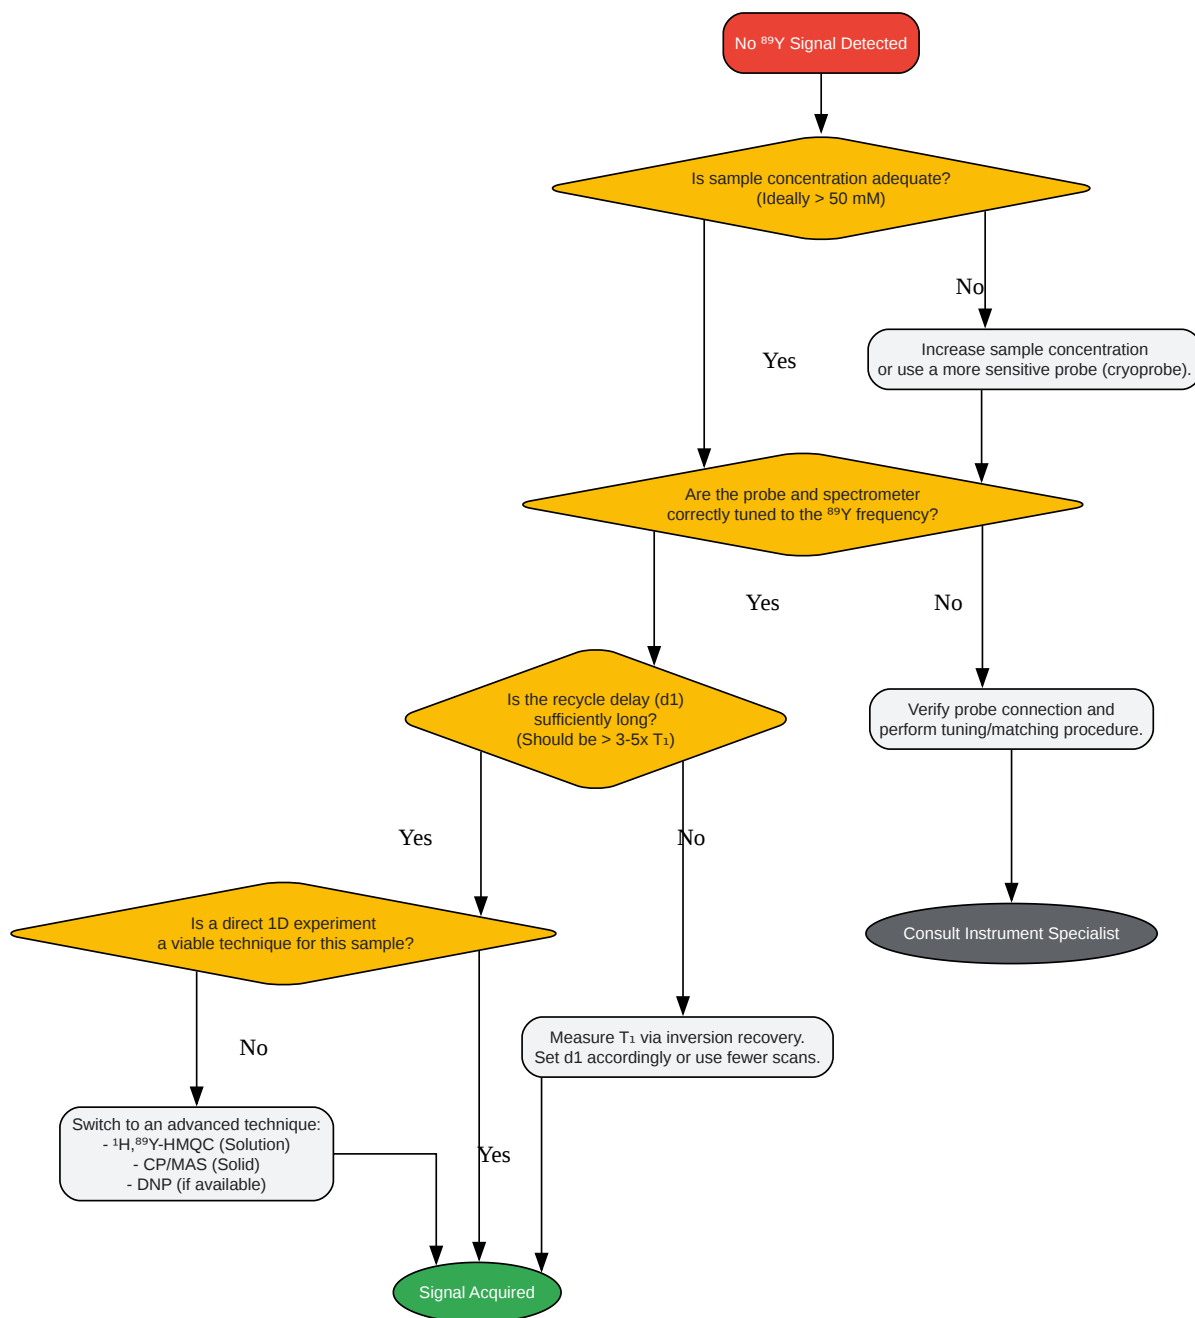 No ⁸⁹Y Signal Detected
Is sample concentration adequate?
(Ideally > 50 mM)
No
Yes
Increase sample concentration
or use a more sensitive probe (cryoprobe).
Are the probe and spectrometer
correctly tuned to the ⁸⁹Y frequency?
Yes
No
Is the recycle delay (d1)
sufficiently long?
(Should be > 3-5x T₁)
Verify probe connection and
perform tuning/matching procedure.
Yes
No
Is a direct 1D experiment
a viable technique for this sample?
Consult Instrument Specialist
No
Measure T₁ via inversion recovery.
Set d1 accordingly or use fewer scans.
Switch to an advanced technique:
- ¹H,⁸⁹Y-HMQC (Solution)
- CP/MAS (Solid)
- DNP (if available)
Yes
Signal Acquired